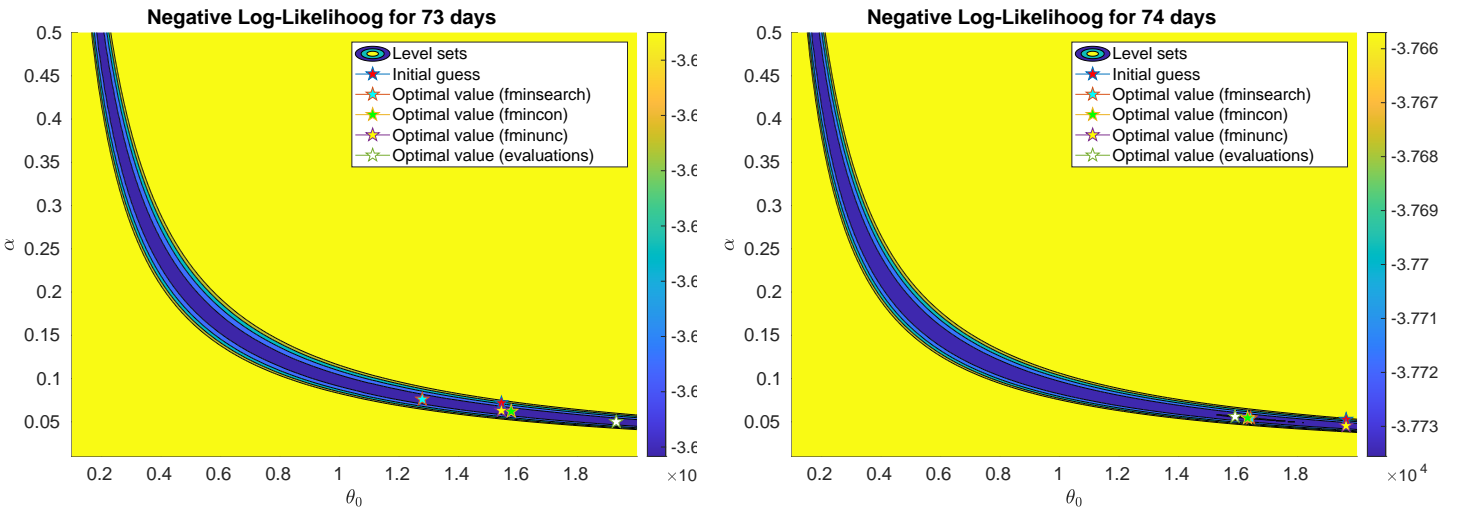 Negative Log-Likelihoog for 73 days
0.5
0.45
0.4
0.35
0.3
0.25
0.2
0.15
0.1
0.05
α
0.2 0.4 0.6 0.8 1 1.2 1.4 1.6 1.8
θ0
Level sets
Initial guess
Optimal value (fminsearch)
Optimal value (fmincon)
Optimal value (fminunc)
Optimal value (evaluations)
-3.6
-3.6
-3.6
-3.6
-3.6
-3.6
-3.6
-3.6
×10
Negative Log-Likelihoog for 74 days
0.5
0.45
0.4
0.35
0.3
0.25
0.2
0.15
0.1
0.05
α
0.2 0.4 0.6 0.8 1 1.2 1.4 1.6 1.8
θ0
Level sets
Initial guess
Optimal value (fminsearch)
Optimal value (fmincon)
Optimal value (fminunc)
Optimal value (evaluations)
-3.766
-3.767
-3.768
-3.769
-3.77
-3.771
-3.772
-3.773
×10 4